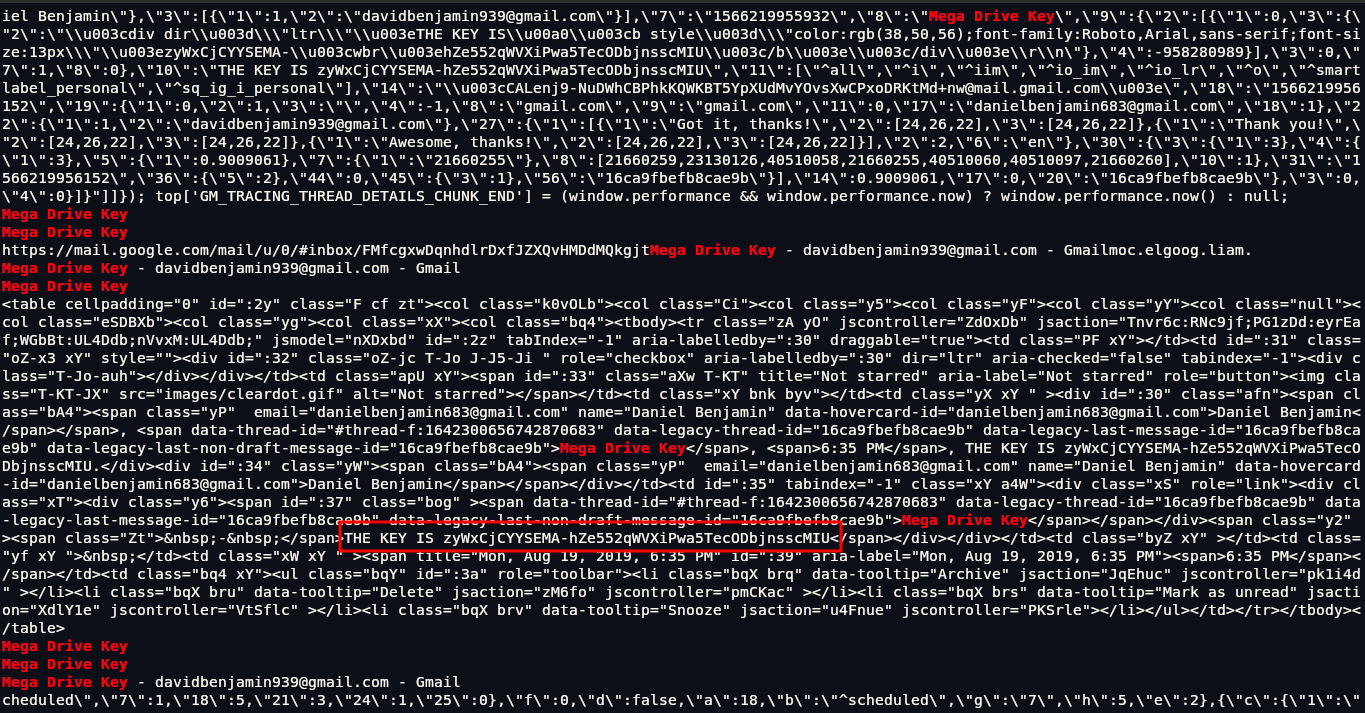 iel Benjamin\"},\"3\":[{\"1\":1,\"2\":\"davidbenjamin939@gmail.com\"}],\"7\":\"1566219955932\",\"8\":\"Mega Drive Key\",\"9\":{\"2\":[{\"1\":0,\"3\":{\
"2\":\"\\u003cdiv dir\\u003d\\\"ltr\\\"\\u003eTHE KEY IS\\u00a0\\u003cb style\\u003d\\\"color:rgb(38,50,56);font-family:Roboto,Arial,sans-serif;font-si
ze:13px\\\"\\u003ezyWxCjCYYSEMA-\\u003cwbr\\u003ehZe552qWVXiPwa5TecODbjnsscMIU\\u003c/b\\u003e\\u003c/div\\u003e\\r\\n\"},\"4\":-958280989}],\"3\":0,\"
7\":1,\"8\":0},\"10\":\"THE KEY IS zyWxCjCYYSEMA-hZe552qWVXiPwa5TecODbjnsscMIU\",\"11\":[\"^all\",\"^i\",\"^iim\",\"^io_im\",\"^io_lr\",\"^o\",\"^smart
label_personal\",\"^sq_ig_i_personal\"],\"14\":\"\\u003cCALenj9-NuDWhCBPhkKQWKBT5YpXUdMvYOvsXwCPxoDRKtMd+nw@mail.gmail.com\\u003e\",\"18\":\"1566219956
152\",\"19\":{\"1\":0,\"2\":1,\"3\":\"\",\"4\":-1,\"8\":\"gmail.com\",\"9\":\"gmail.com\",\"11\":0,\"17\":\"danielbenjamin683@gmail.com\",\"18\":1},\"2
2\":{\"1\":1,\"2\":\"davidbenjamin939@gmail.com\"},\"27\":{\"1\":[{\"1\":\"Got it, thanks!\",\"2\":[24,26,22],\"3\":[24,26,22]},{\"1\":\"Thank you!\",\
"2\":[24,26,22],\"3\":[24,26,22]},{\"1\":\"Awesome, thanks!\",\"2\":[24,26,22],\"3\":[24,26,22]}],\"2\":2,\"6\":\"en\"},\"30\":{\"3\":{\"1\":3},\"4\":{
\"1\":3},\"5\":{\"1\":0.9009061},\"7\":{\"1\":\"21660255\"},\"8\":[21660259,23130126,40510058,21660255,40510060,40510097,21660260],\"10\":1},\"31\":\"1
566219956152\",\"36\":{\"5\":2},\"44\":0,\"45\":{\"3\":1},\"56\":\"16ca9fbefb8cae9b\"}],\"14\":0.9009061,\"17\":0,\"20\":\"16ca9fbefb8cae9b\"},\"3\":0,
\"4\":0}]}"]]}); top['GM_TRACING_THREAD_DETAILS_CHUNK_END'] = (window.performance && window.performance.now) ? window.performance.now() : null;
Mega Drive Key
Mega Drive Key
https://mail.google.com/mail/u/0/#inbox/FMfcgxwDqnhdlrDxfJZXQvHMDdMQkgjtMega Drive Key - davidbenjamin939@gmail.com - Gmailmoc.elgoog.liam.
Mega Drive Key - davidbenjamin939@gmail.com - Gmail
Mega Drive Key
<table cellpadding="0" id=":2y" class="F cf zt"><col class="k0vOLb"><col class="Ci"><col class="y5"><col class="yF"><col class="yY"><col class="null"><
col class="eSDBXb"><col class="yg"><col class="xX"><col class="bq4"><tbody><tr class="zA yO" jscontroller="ZdOxDb" jsaction="Tnvr6c:RNc9jf;PG1zDd:eyrEa
f;WGbBt:UL4Ddb;nVvxM:UL4Ddb;" jsmodel="nXDxbd" id=":2z" tabIndex="-1" aria-labelledby=":30" draggable="true"><td class="PF xY"></td><td id=":31" class=
"oZ-x3 xY" style=""><div id=":32" class="oZ-jc T-Jo J-J5-Ji " role="checkbox" aria-labelledby=":30" dir="ltr" aria-checked="false" tabindex="-1"><div c
lass="T-Jo-auh"></div></div></td><td class="apU xY"><span id=":33" class="aXw T-KT" title="Not starred" aria-label="Not starred" role="button"><img cla
ss="T-KT-JX" src="images/cleardot.gif" alt="Not starred"></span></td><td class="xY bnk byv"></td><td class="yX xY " ><div id=":30" class="afn"><span cl
ass="bA4"><span class="yP"  email="danielbenjamin683@gmail.com" name="Daniel Benjamin" data-hovercard-id="danielbenjamin683@gmail.com">Daniel Benjamin<
/span></span>, <span data-thread-id="#thread-f:1642300656742870683" data-legacy-thread-id="16ca9fbefb8cae9b" data-legacy-last-message-id="16ca9fbefb8ca
e9b" data-legacy-last-non-draft-message-id="16ca9fbefb8cae9b">Mega Drive Key</span>, <span>6:35 PM</span>, THE KEY IS zyWxCjCYYSEMA-hZe552qWVXiPwa5TecO
DbjnsscMIU.</div><div id=":34" class="yW"><span class="bA4"><span class="yP"  email="danielbenjamin683@gmail.com" name="Daniel Benjamin" data-hovercard
-id="danielbenjamin683@gmail.com">Daniel Benjamin</span></span></div></td><td id=":35" tabindex="-1" class="xY a4W"><div class="xS" role="link"><div cl
ass="xT"><div class="y6"><span id=":37" class="bog" ><span data-thread-id="#thread-f:1642300656742870683" data-legacy-thread-id="16ca9fbefb8cae9b" data
-legacy-last-message-id="16ca9fbefb8cae9b" data-legacy-last-non-draft-message-id="16ca9fbefb8cae9b">Mega Drive Key</span></span></div><span class="y2"
><span class="Zt">&nbsp;-&nbsp;</span>THE KEY IS zyWxCjCYYSEMA-hZe552qWVXiPwa5TecODbjnsscMIU</span></div></div></td><td class="byZ xY" ></td><td class="
yf xY ">&nbsp;</td><td class="xW xY " ><span title="Mon, Aug 19, 2019, 6:35 PM" id=":39" aria-label="Mon, Aug 19, 2019, 6:35 PM"><span>6:35 PM</span><
/span></td><td class="bq4 xY"><ul class="bqY" id=":3a" role="toolbar"><li class="bqX brq" data-tooltip="Archive" jsaction="JqEhuc" jscontroller="pk1i4d
" ></li><li class="bqX bru" data-tooltip="Delete" jsaction="zM6fo" jscontroller="pmCKac" ></li><li class="bqX brs" data-tooltip="Mark as unread" jsacti
on="XdlY1e" jscontroller="VtSflc" ></li><li class="bqX brv" data-tooltip="Snooze" jsaction="u4Fnue" jscontroller="PKSrle"></li></ul></td></tr></tbody><
/table>
Mega Drive Key
Mega Drive Key
Mega Drive Key - davidbenjamin939@gmail.com - Gmail
cheduled\",\"7\":1,\"18\":5,\"21\":3,\"24\":1,\"25\":0},\"f\":0,\"d\":false,\"a\":18,\"b\":\"^scheduled\",\"g\":\"7\",\"h\":5,\"e\":2},{\"c\":{\"1\":\"